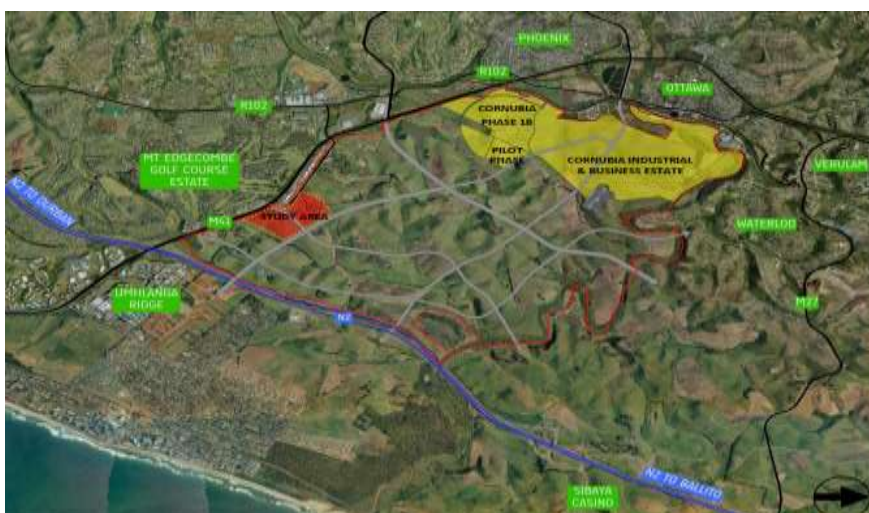 PHOENIX
R102
OTTAWA
R102
CORNUBIA
PHASE 1B
MT EDGECOMBE
GOLF COURSE
ESTATE
PILOT
PHASE
CORNUBIA INDUSTRIAL
& BUSINESS ESTATE
VERULAM
N2 TO DURBAN
STUDY AREA
M41
WATERLOO
UMHLANGA
RIDGE
M27
N2
N2 TO BALLITO
SIBAYA
CASINO